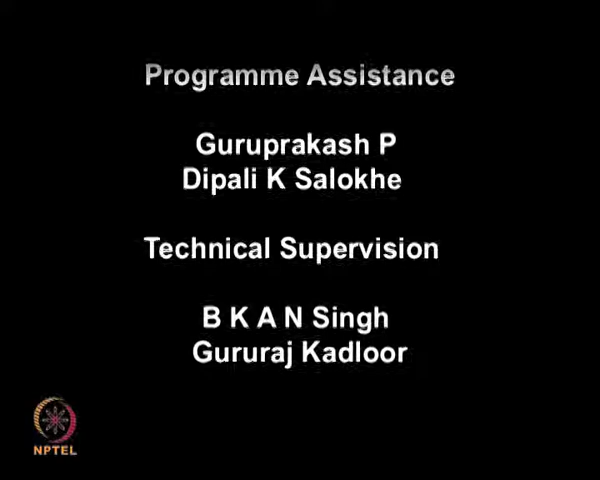 Programme Assistance
Guruprakash P
Dipali K Salokhe
Technical Supervision
B K A N Singh
Gururaj Kadloor
NPTEL